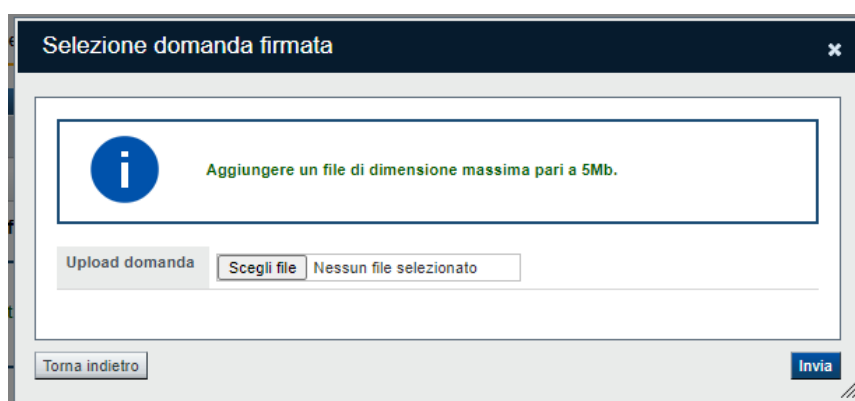 Selezione domanda firmata
Aggiungere un file di dimensione massima pari a 5Mb.
Upload domanda Scegli file Nessun file selezionato
Torna indietro Invia